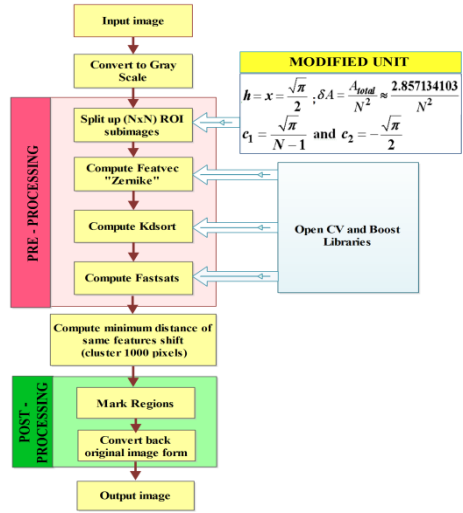 Input image
Convert to Gray
Scale
PRE - PROCESSING
Split up (NxN) ROI
subimages
Compute Featvec
"Zernike"
Compute Kdsort
Compute Fastsats
MODIFIED UNIT
h = x = √π / 2 ; δA = A_total / N² ≈ 2.857134103 / N²
c₁ = √π / N − 1 and c₂ = − √π / 2
Open CV and Boost
Libraries
Compute minimum distance of
same features shift
(cluster 1000 pixels)
POST -
PROCESSING
Mark Regions
Convert back
original image form
Output image